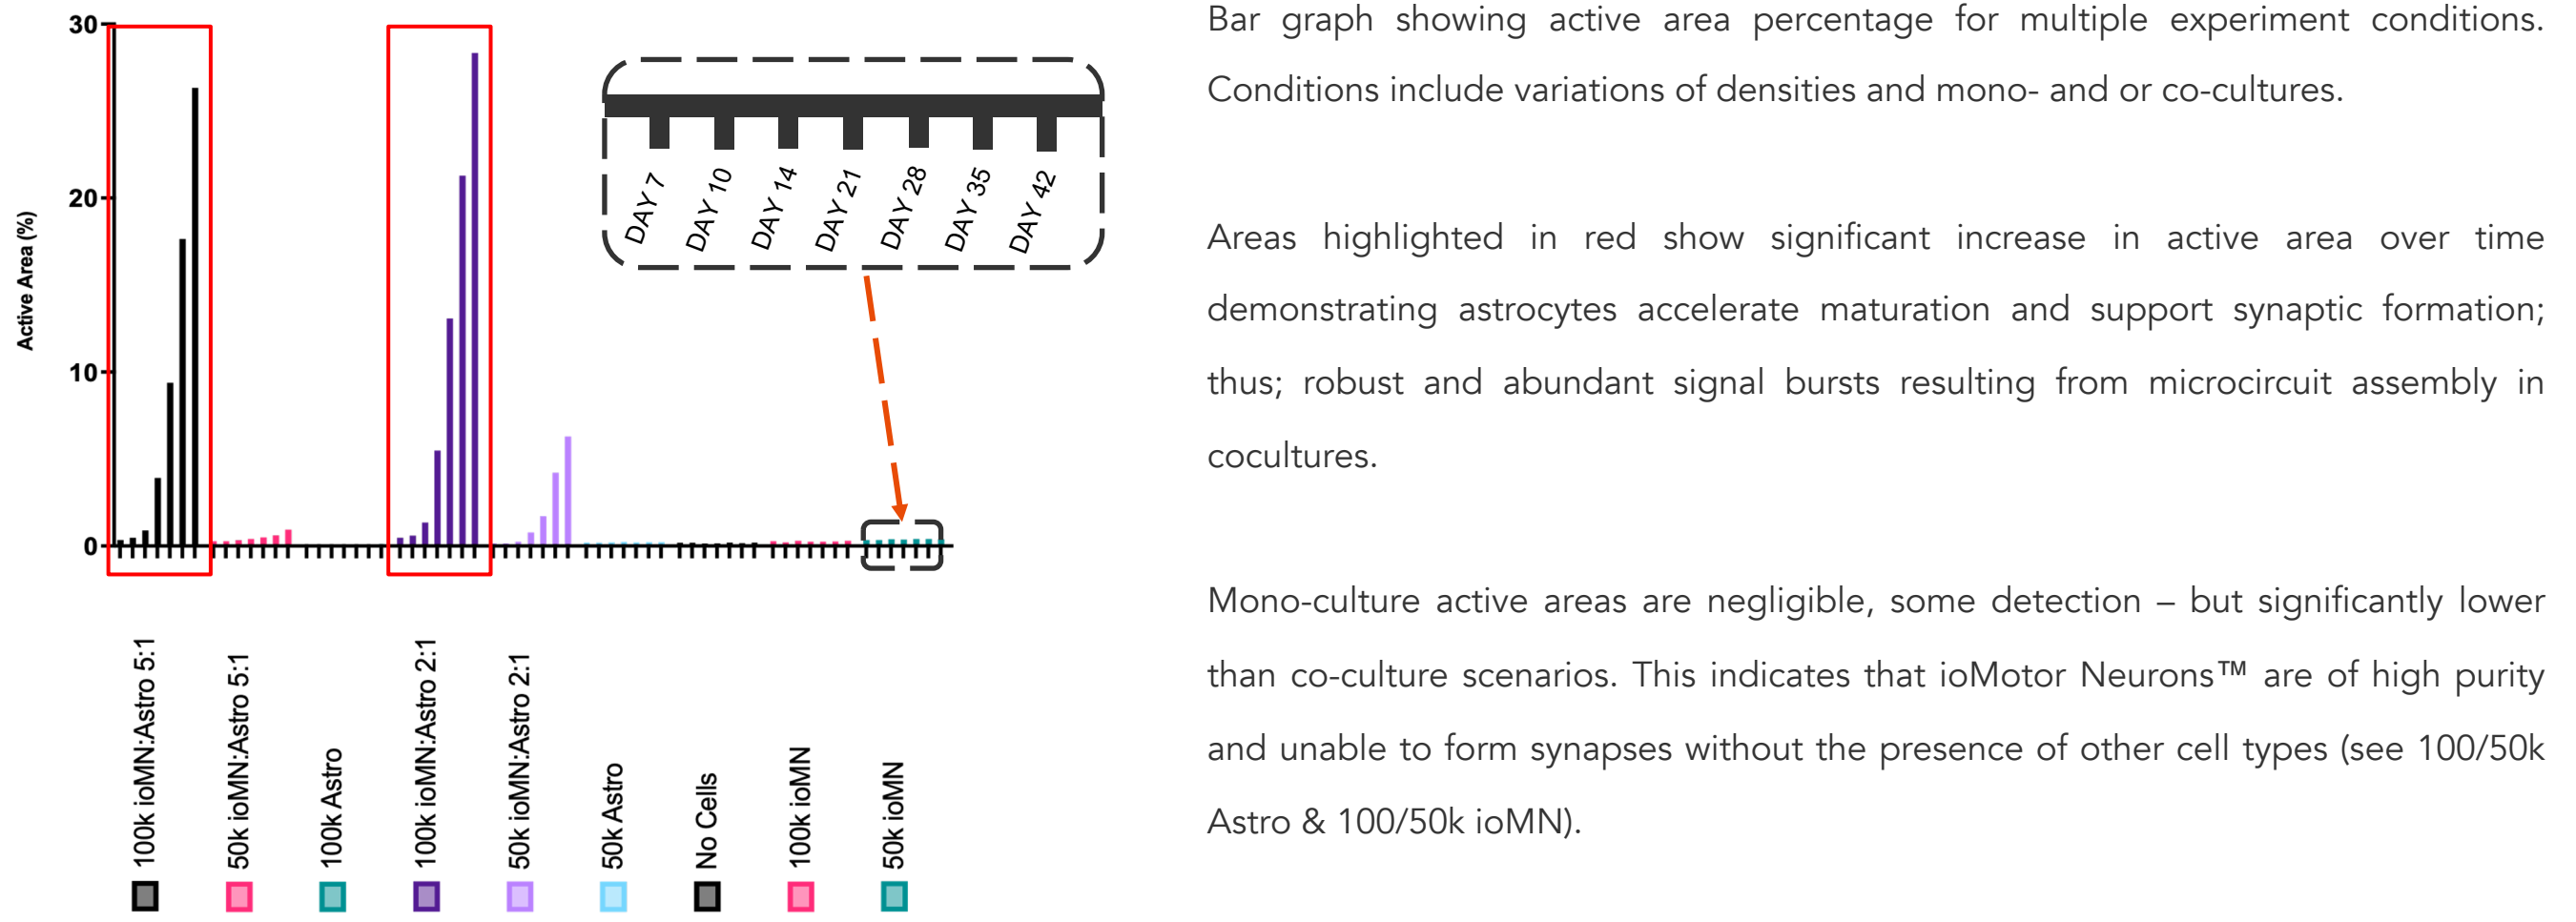 30
20
10
0
Active Area (%)
DAY 7
DAY 10
DAY 14
DAY 21
DAY 28
DAY 35
DAY 42
100k ioMN:Astro 5:1
50k ioMN:Astro 5:1
100k Astro
100k ioMN:Astro 2:1
50k ioMN:Astro 2:1
50k Astro
No Cells
100k ioMN
50k ioMN
Bar graph showing active area percentage for multiple experiment conditions.
Conditions include variations of densities and mono- and or co-cultures.
Areas highlighted in red show significant increase in active area over time
demonstrating astrocytes accelerate maturation and support synaptic formation;
thus; robust and abundant signal bursts resulting from microcircuit assembly in
cocultures.
Mono-culture active areas are negligible, some detection – but significantly lower
than co-culture scenarios. This indicates that ioMotor Neurons™ are of high purity
and unable to form synapses without the presence of other cell types (see 100/50k
Astro & 100/50k ioMN).